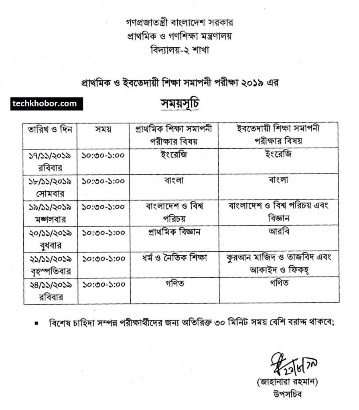 গণপ্রজাতন্ত্রী বাংলাদেশ সরকার
প্রাথমিক ও গণশিক্ষা মন্ত্রণালয়
বিদ্যালয়-২ শাখা
প্রাথমিক ও ইবতেদায়ী শিক্ষা সমাপনী পরীক্ষা ২০১৯ এর
techkhobor.com
সময়সূচি
তারিখ ও দিন সময় প্রাথমিক শিক্ষা সমাপনী পরীক্ষার বিষয় ইবতেদায়ী শিক্ষা সমাপনী পরীক্ষার বিষয়
১৭/১১/২০১৯ রবিবার ১০:৩০-১:০০ ইংরেজি ইংরেজি
১৮/১১/২০১৯ সোমবার ১০:৩০-১:০০ বাংলা বাংলা
১৯/১১/২০১৯ মঙ্গলবার ১০:৩০-১:০০ বাংলাদেশ ও বিশ্ব পরিচয় বাংলাদেশ ও বিশ্ব পরিচয় এবং বিজ্ঞান
২০/১১/২০১৯ বুধবার ১০:৩০-১:০০ প্রাথমিক বিজ্ঞান আরবি
২১/১১/২০১৯ বৃহস্পতিবার ১০:৩০-১:০০ ধর্ম ও নৈতিক শিক্ষা কুরআন মাজিদ ও তাজবিদ এবং আকাইদ ও ফিকহ্
২৪/১১/২০১৯ রবিবার ১০:৩০-১:০০ গণিত গণিত
▪ বিশেষ চাহিদা সম্পন্ন পরীক্ষার্থীদের জন্য অতিরিক্ত ৩০ মিনিট সময় বেশি বরাদ্দ থাকবে;
(জাহানারা রহমান)
উপসচিব